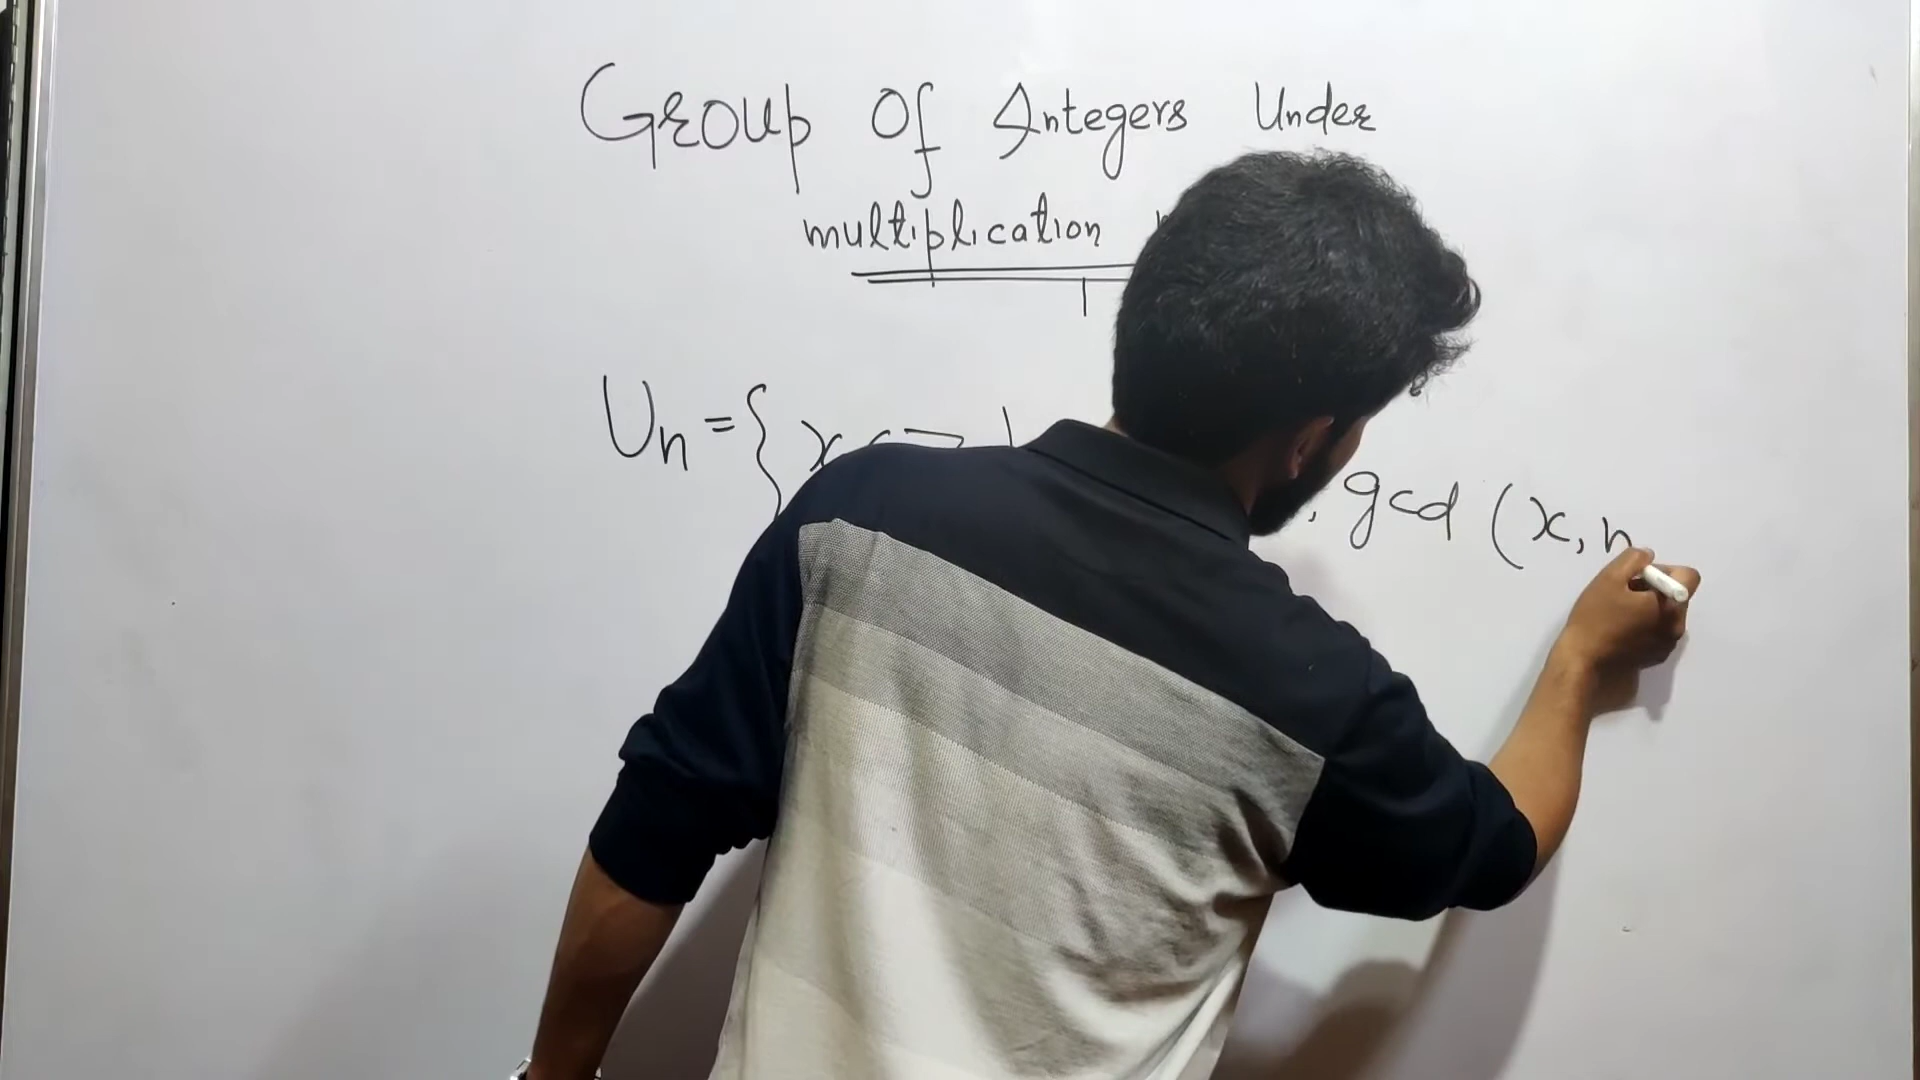 Group Of Integers Under
multiplication
Un = { x , gcd (x, n